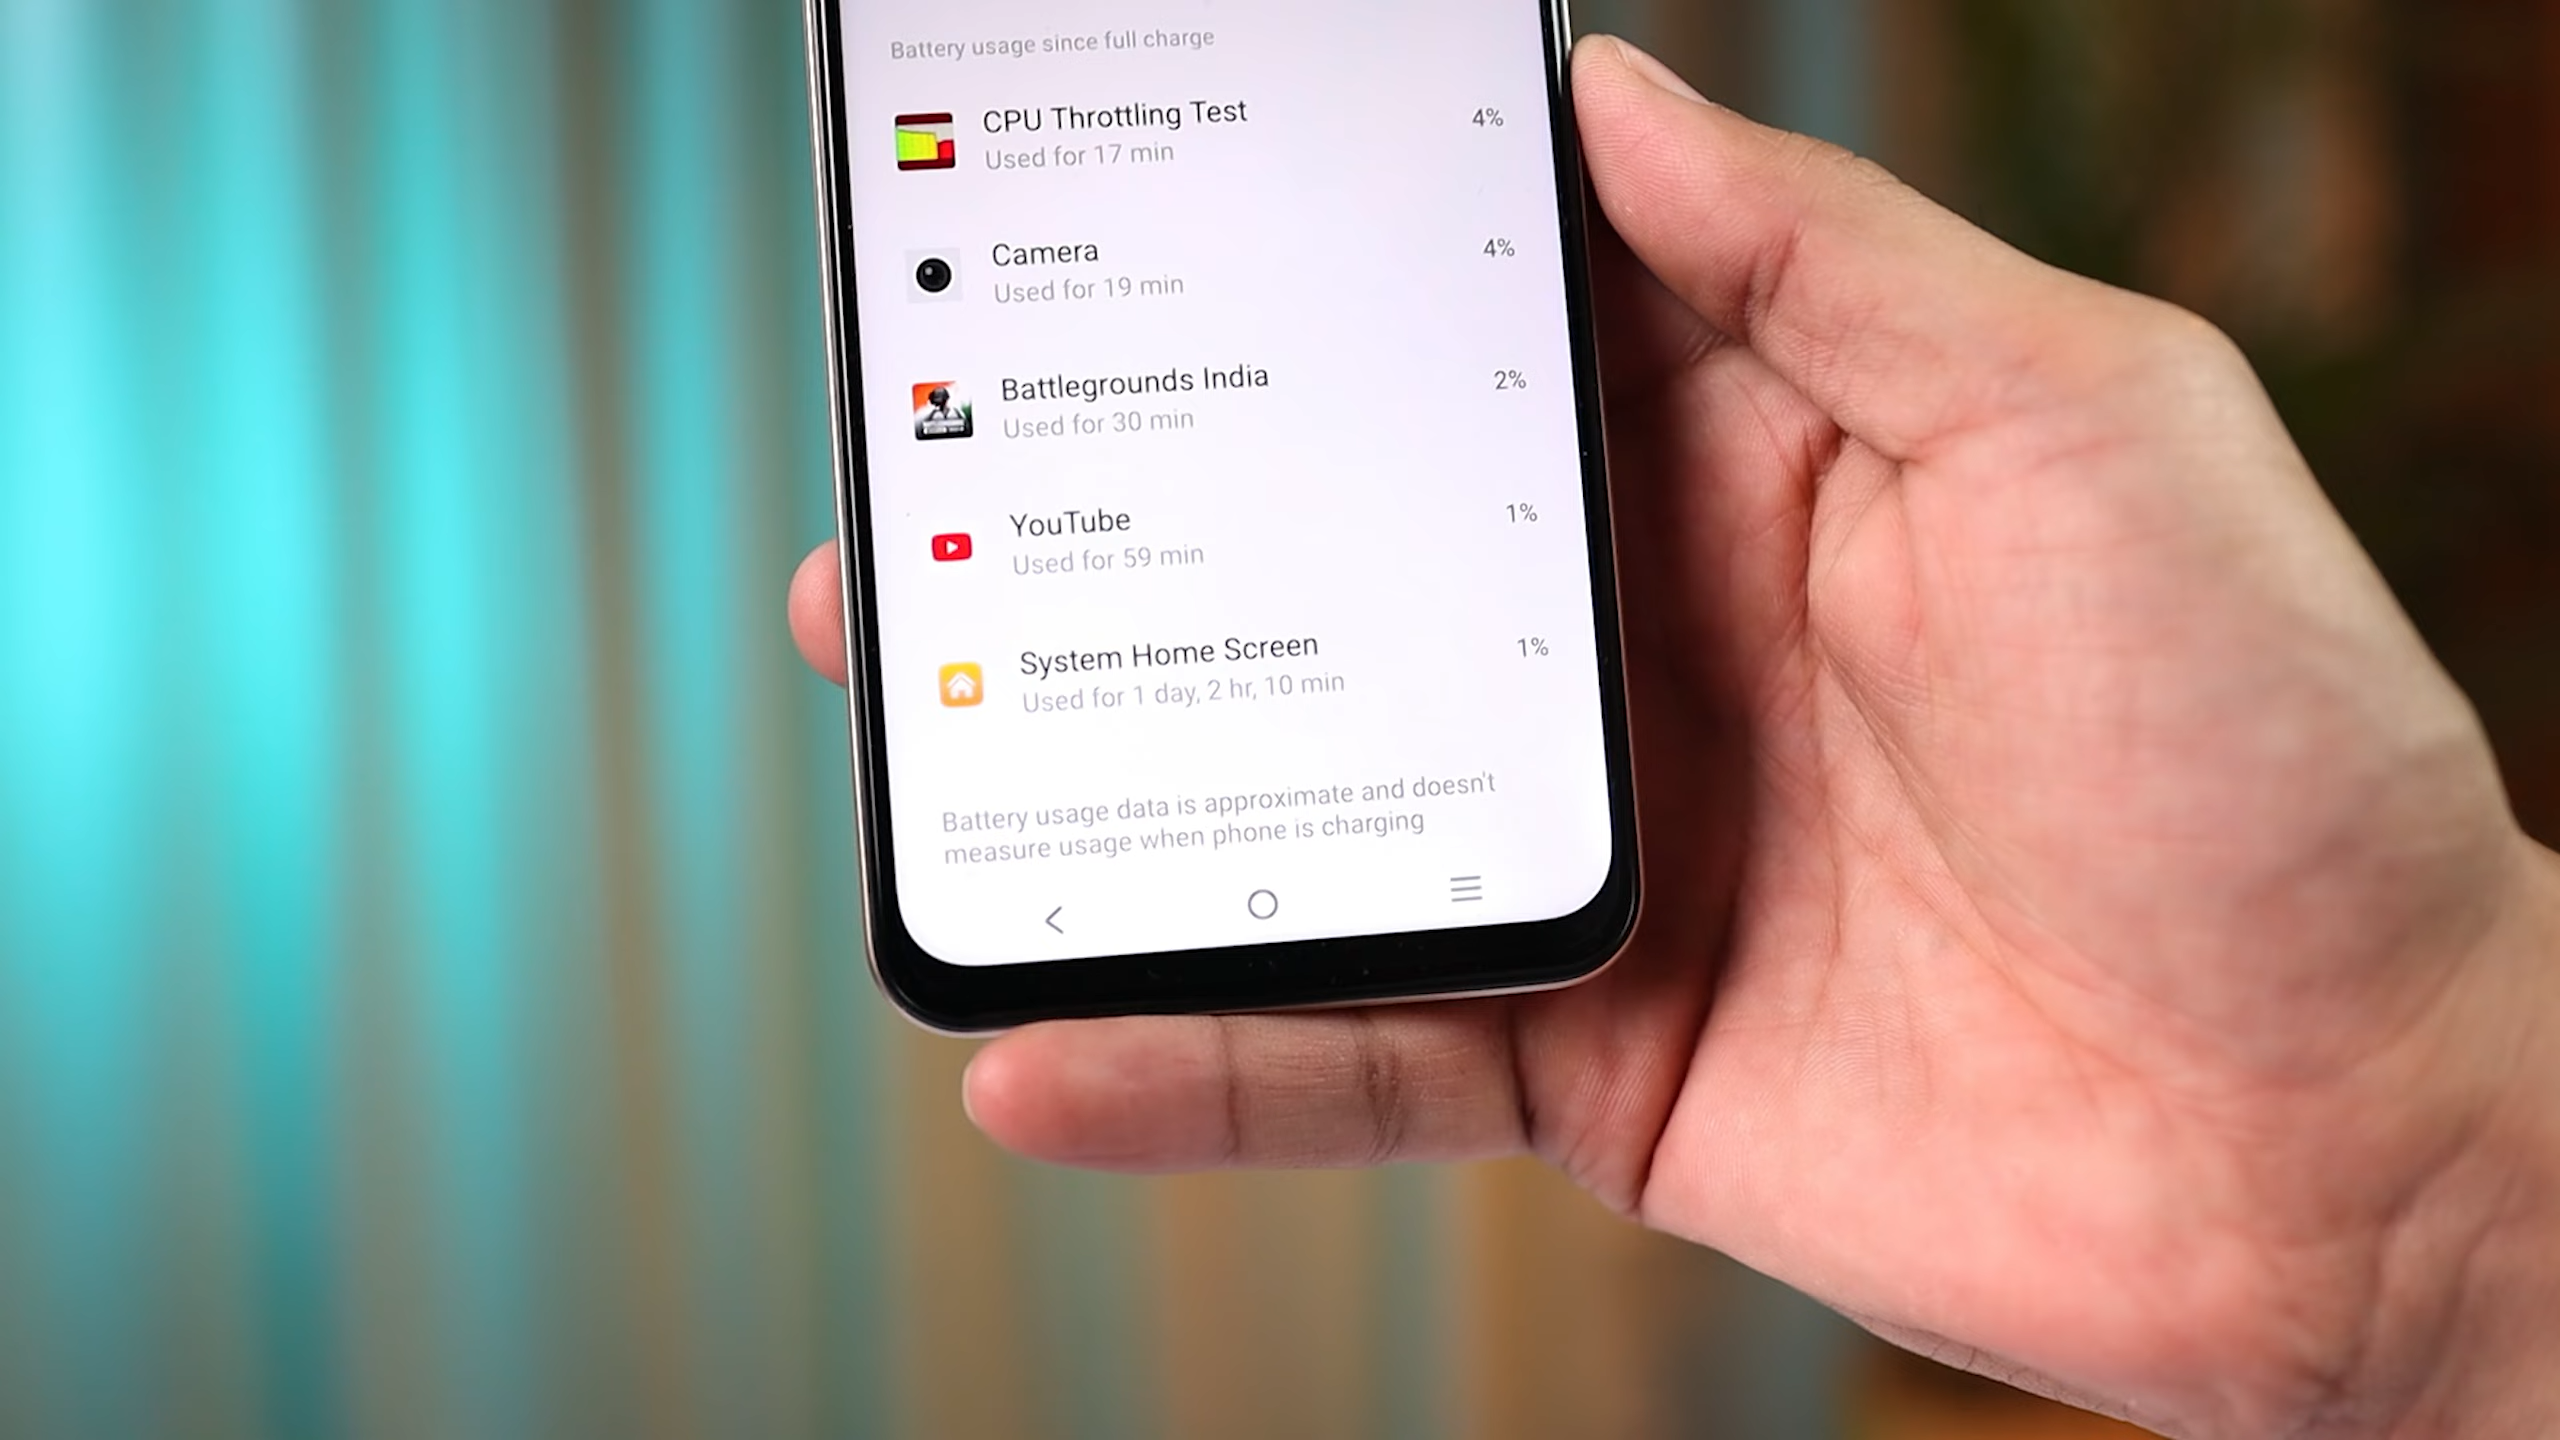 Battery usage since full charge
CPU Throttling Test
4%
Used for 17 min
Camera
4%
Used for 19 min
Battlegrounds India
2%
Used for 30 min
YouTube
1%
Used for 59 min
System Home Screen
1%
Used for 1 day, 2 hr, 10 min
Battery usage data is approximate and doesn't
measure usage when phone is charging